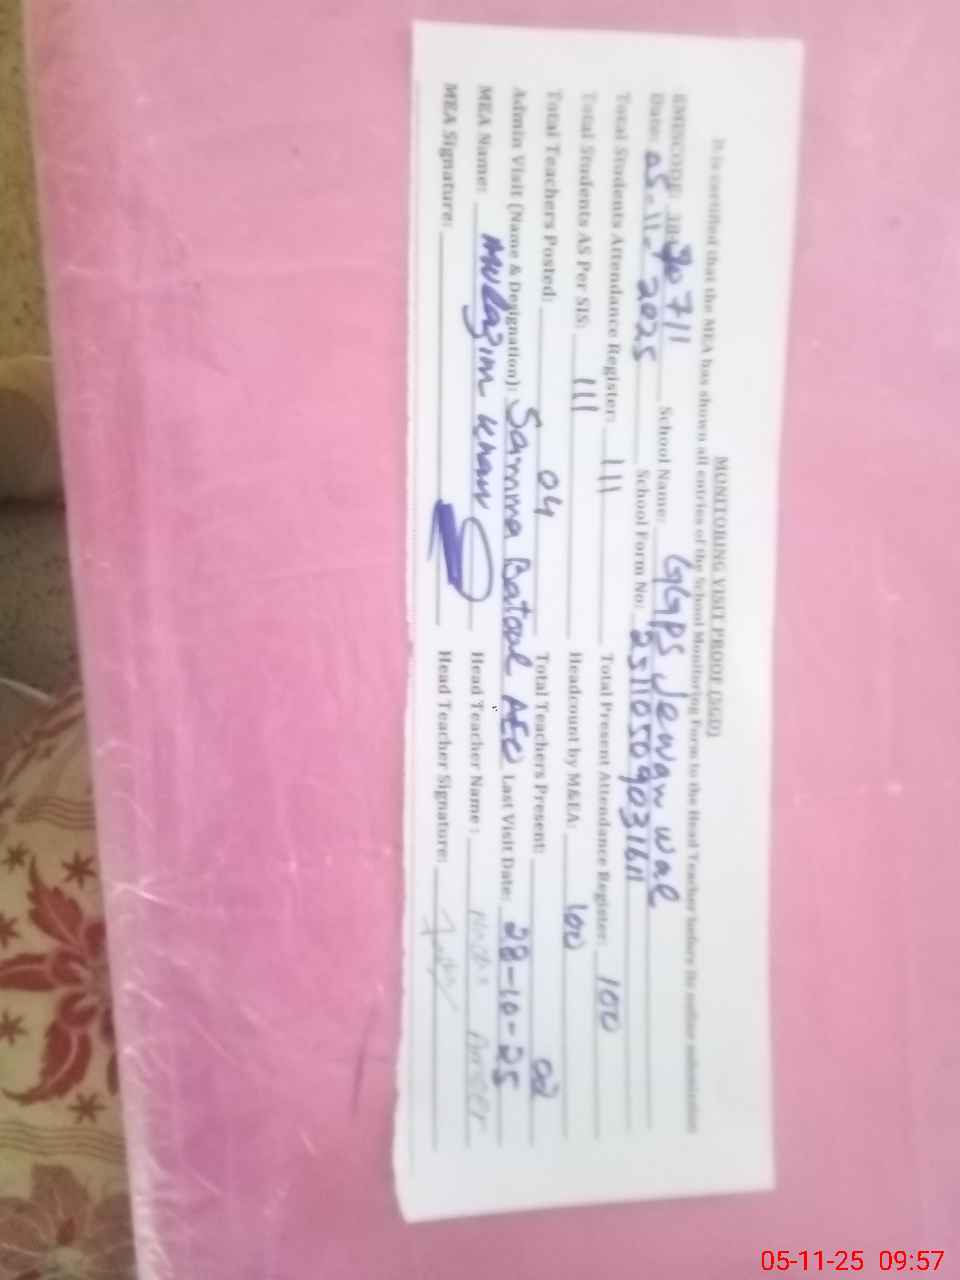 MONITORING VISIT PROOF (SGD)
It is certified that the MEA has shown all entries of the School Monitoring Form to the Head Teacher before its online submission
EMISCODE: 70711 School Name: GGPS Jewan wal
Date: 05-11-2025 School Form No: 25110509031611
Total Students Attendance Register: 111 Total Present Attendance Register: 100
Total Students AS Per SIS: 111 Headcount by M&EA: 100
Total Teachers Posted: 04 Total Teachers Present: 02
Admin Visit (Name & Designation): Samma Batool AEO Last Visit Date: 28-10-25
MEA Name: Mulazim Khan Head Teacher Name:
MEA Signature: Head Teacher Signature:
05-11-25 09:57